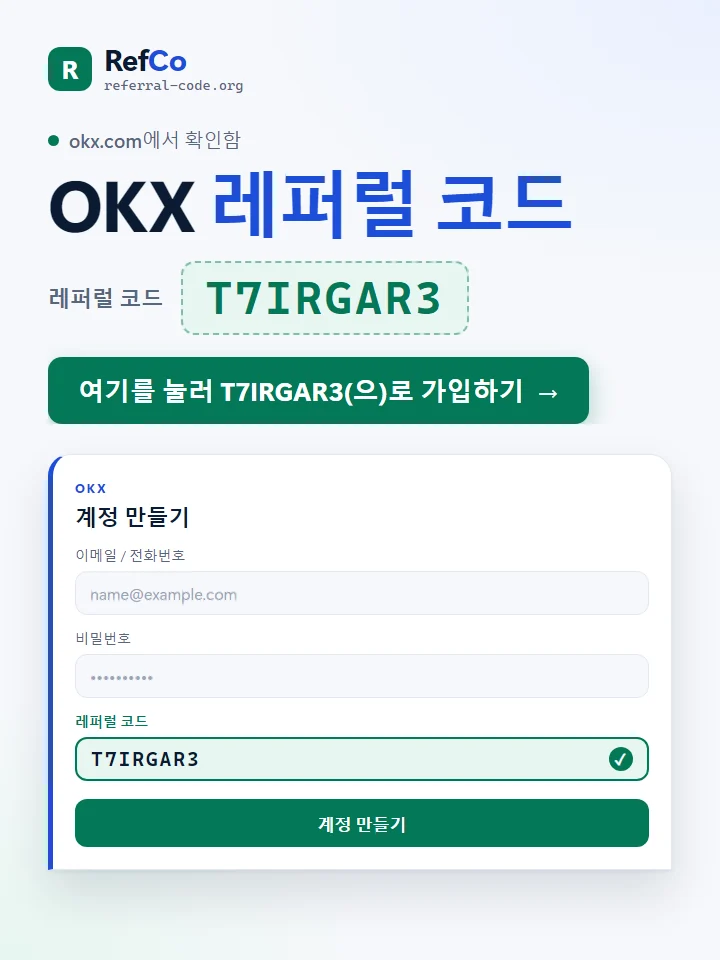 R
RefCo
referral-code.org
okx.com에서 확인함
OKX 레퍼럴 코드
레퍼럴 코드 T7IRGAR3
여기를 눌러 T7IRGAR3(으)로 가입하기 →
OKX
계정 만들기
이메일 / 전화번호
name@example.com
비밀번호
••••••••••
레퍼럴 코드
T7IRGAR3
계정 만들기